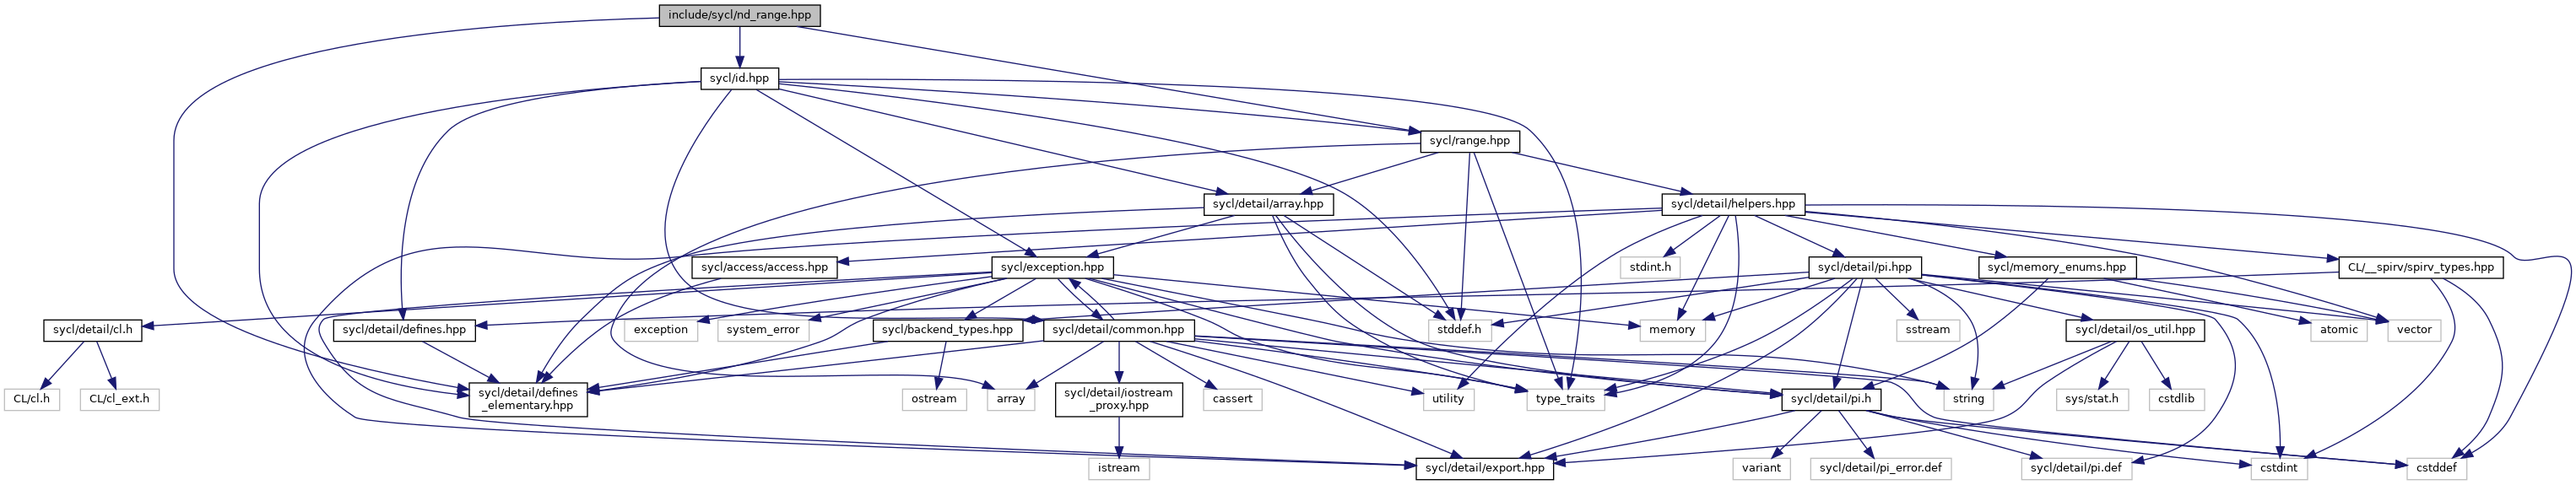 include/sycl/nd_range.hpp
sycl/id.hpp
sycl/range.hpp
sycl/detail/array.hpp
sycl/detail/helpers.hpp
sycl/access/access.hpp
sycl/exception.hpp
stdint.h
sycl/detail/pi.hpp
sycl/memory_enums.hpp
CL/__spirv/spirv_types.hpp
sycl/detail/cl.h
sycl/detail/defines.hpp
exception
system_error
sycl/backend_types.hpp
sycl/detail/common.hpp
stddef.h
memory
sstream
sycl/detail/os_util.hpp
atomic
vector
CL/cl.h
CL/cl_ext.h
sycl/detail/defines
_elementary.hpp
ostream
array
sycl/detail/iostream
_proxy.hpp
cassert
utility
type_traits
sycl/detail/pi.h
string
sys/stat.h
cstdlib
istream
sycl/detail/export.hpp
variant
sycl/detail/pi_error.def
sycl/detail/pi.def
cstdint
cstddef